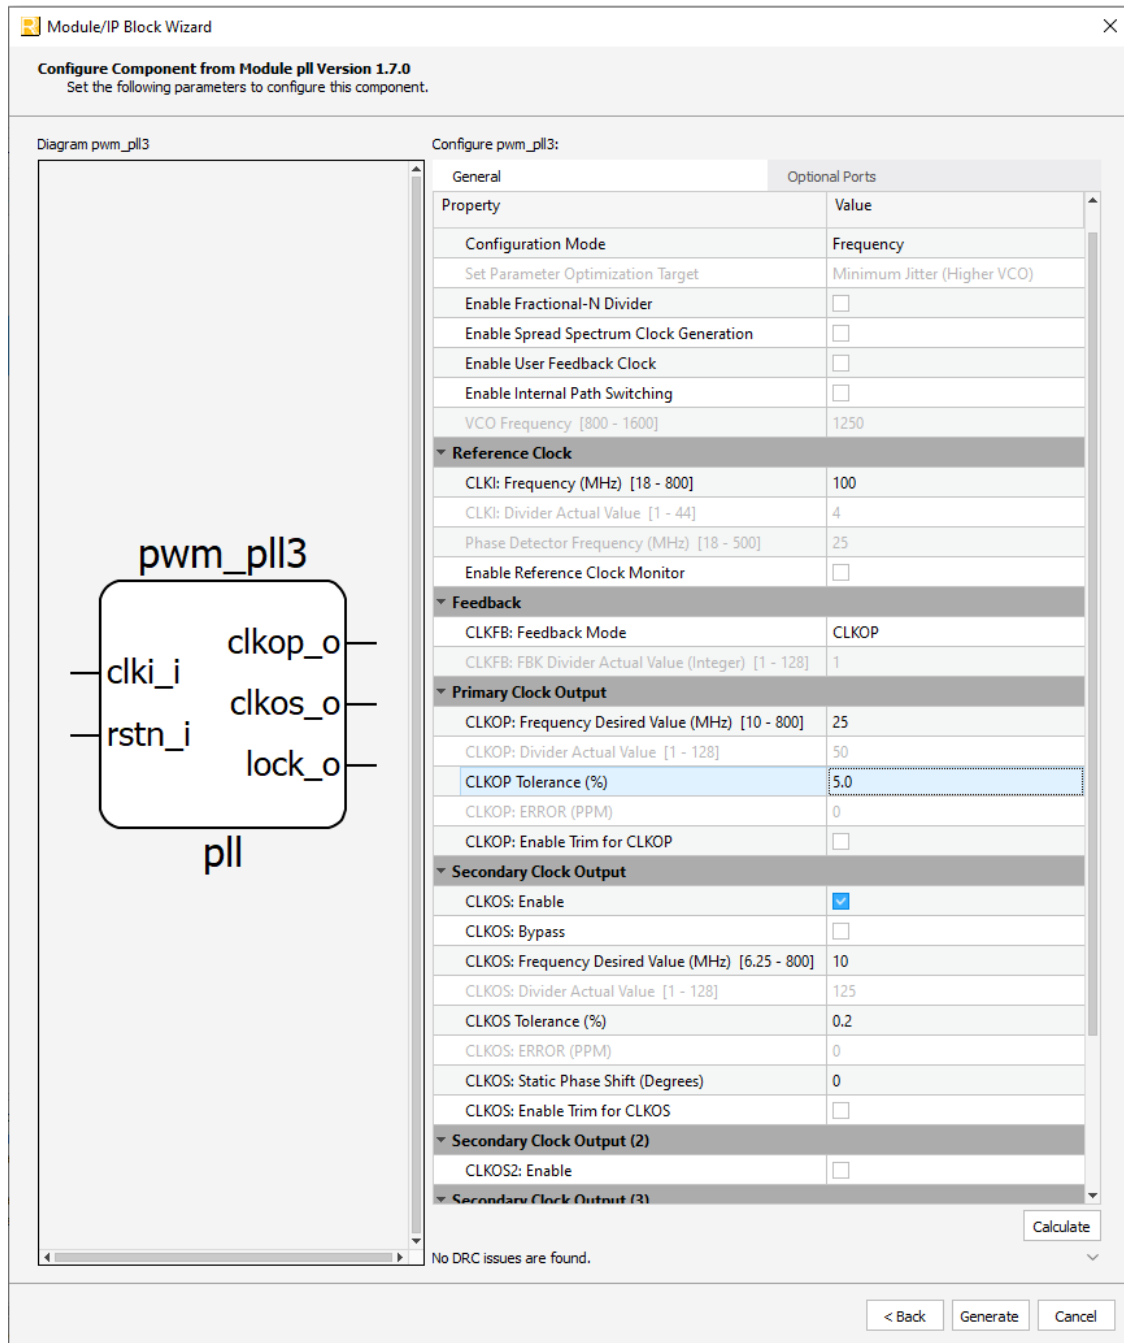 Module/IP Block Wizard
Configure Component from Module pll Version 1.7.0
Set the following parameters to configure this component.
Diagram pwm_pll3
Configure pwm_pll3:
General
Optional Ports
Property Value
Configuration Mode Frequency
Set Parameter Optimization Target Minimum Jitter (Higher VCO)
Enable Fractional-N Divider
Enable Spread Spectrum Clock Generation
Enable User Feedback Clock
Enable Internal Path Switching
VCO Frequency [800 - 1600] 1250
Reference Clock
CLKI: Frequency (MHz) [18 - 800] 100
CLKI: Divider Actual Value [1 - 44] 4
Phase Detector Frequency (MHz) [18 - 500] 25
Enable Reference Clock Monitor
Feedback
CLKFB: Feedback Mode CLKOP
CLKFB: FBK Divider Actual Value (Integer) [1 - 128] 1
Primary Clock Output
CLKOP: Frequency Desired Value (MHz) [10 - 800] 25
CLKOP: Divider Actual Value [1 - 128] 50
CLKOP Tolerance (%) 5.0
CLKOP: ERROR (PPM) 0
CLKOP: Enable Trim for CLKOP
Secondary Clock Output
CLKOS: Enable
CLKOS: Bypass
CLKOS: Frequency Desired Value (MHz) [6.25 - 800] 10
CLKOS: Divider Actual Value [1 - 128] 125
CLKOS Tolerance (%) 0.2
CLKOS: ERROR (PPM) 0
CLKOS: Static Phase Shift (Degrees) 0
CLKOS: Enable Trim for CLKOS
Secondary Clock Output (2)
CLKOS2: Enable
Secondary Clock Output (3)
pwm_pll3
clki_i
rstn_i
clkop_o
clkos_o
lock_o
pll
Calculate
No DRC issues are found.
< Back
Generate
Cancel